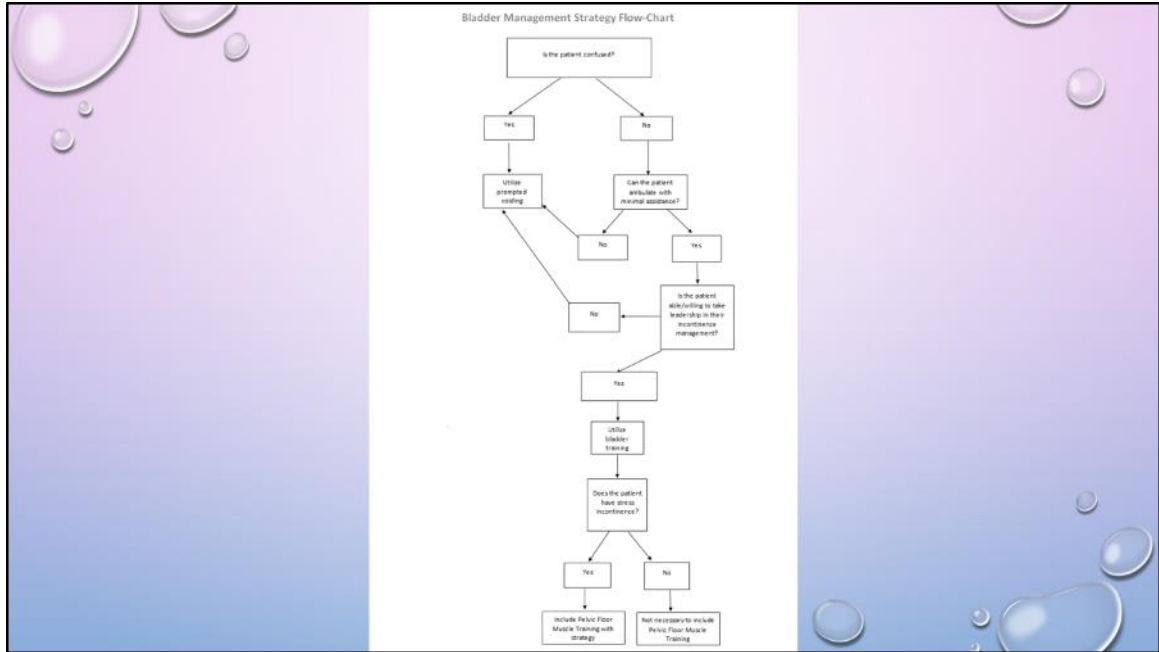 Bladder Management Strategy Flow-Chart
Is the patient confused?
Yes
No
Utilize
prompted
voiding
Can the patient
ambulate with
minimal assistance?
No
Yes
Is the patient
able/willing to take
leadership in their
incontinence
management?
No
Yes
Utilize
bladder
training
Does the patient
have stress
incontinence?
Yes
No
Include Pelvic Floor
Muscle Training with
strategy
Not necessary to include
Pelvic Floor Muscle
Training